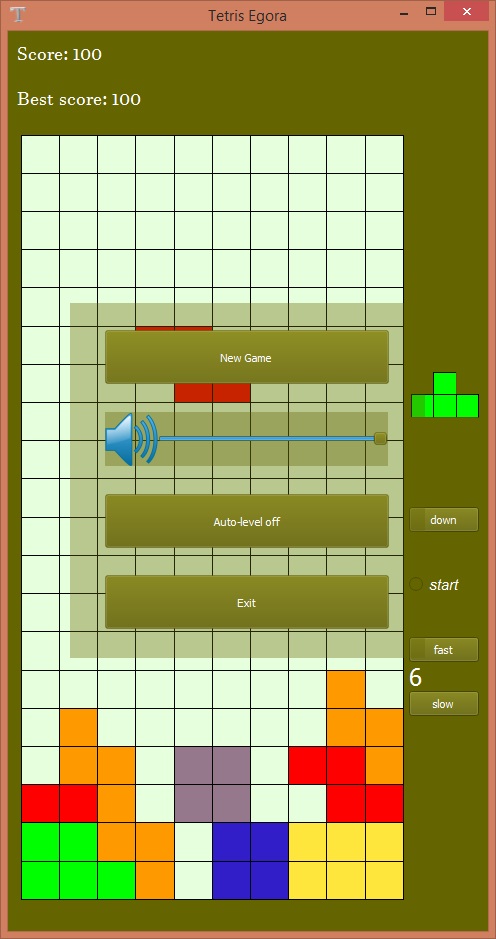 Tetris Egora
Score: 100
Best score: 100
New Game
Auto-level off
Exit
down
start
fast
6
slow